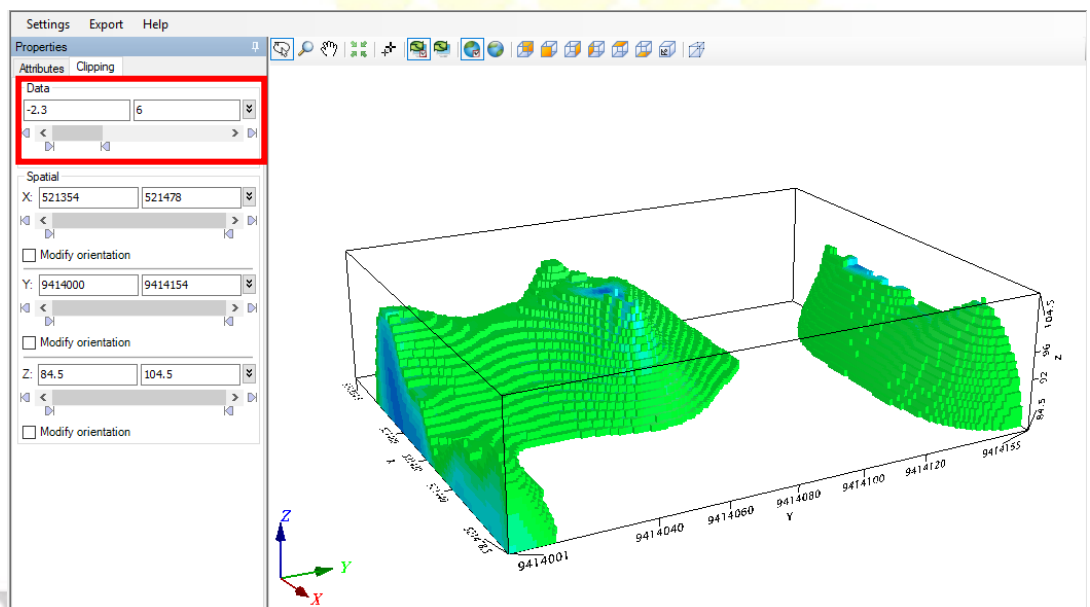 Settings Export Help
Properties
Attributes Clipping
Data
-2.3 6
Spatial
X: 521354 521478
Modify orientation
Y: 9414000 9414154
Modify orientation
Z: 84.5 104.5
Modify orientation
104.5
96
Z
92
84.5
9414155
9414120
9414100
9414080
Y
9414060
9414040
9414001
Z
Y
X